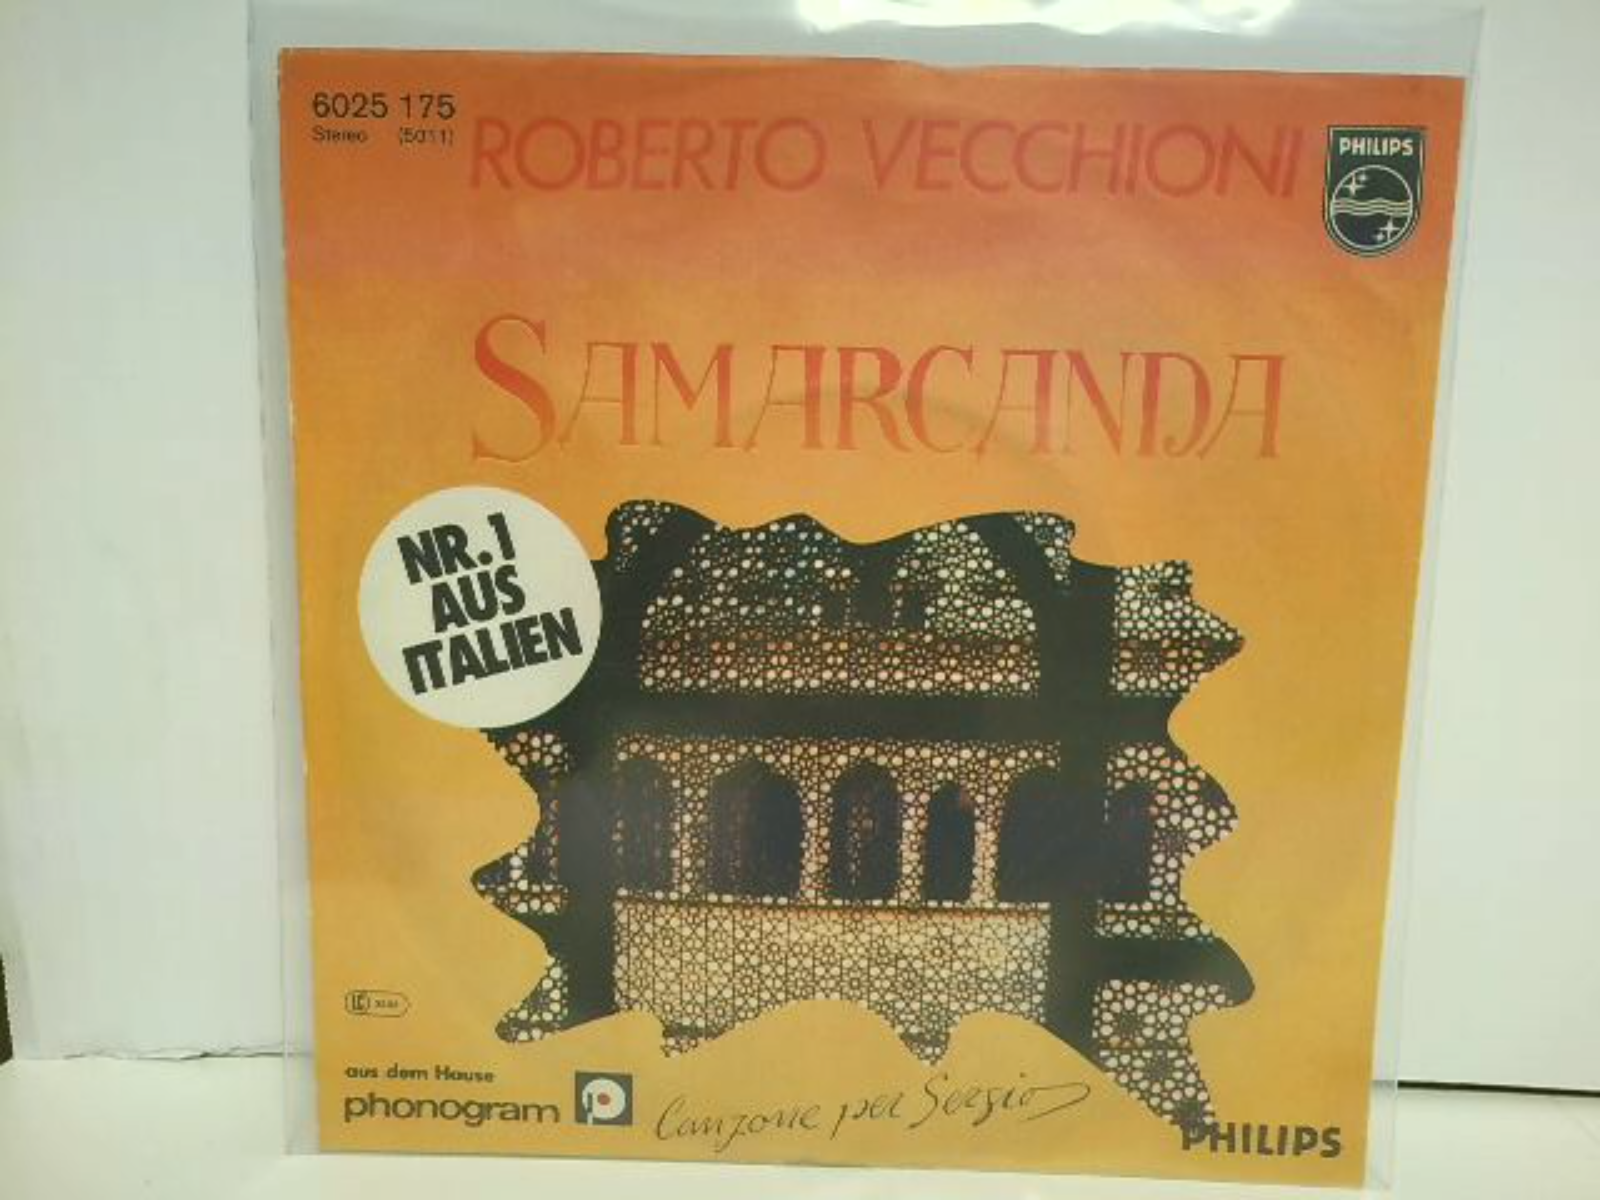 6025 175
Stereo (5011)
ROBERTO VECCHIONI
PHILIPS
SAMARCANDA
NR. 1
AUS
ITALIEN
LC
aus dem Hause
phonogram
Canzone per Sergio
PHILIPS